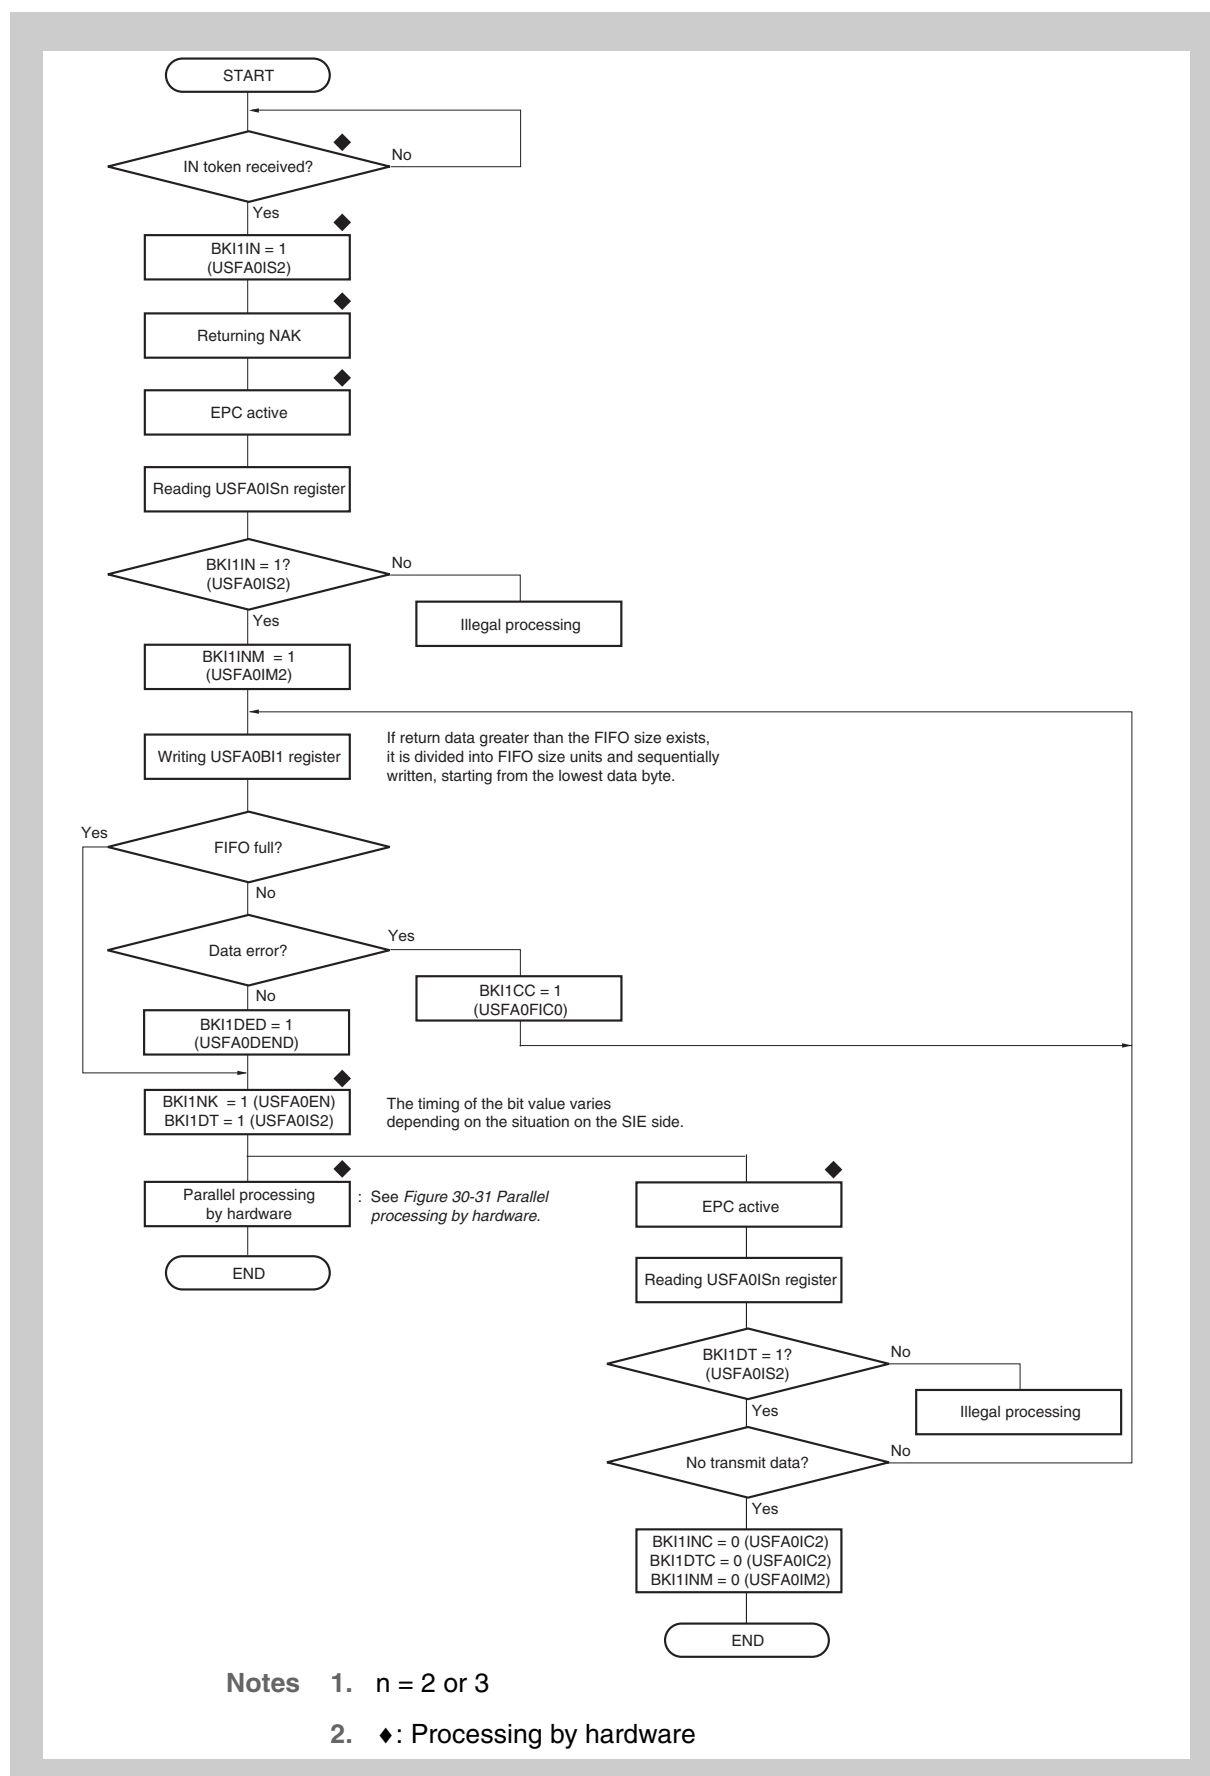 START
IN token received?
No
Yes
BKI1IN = 1
(USFA0IS2)
Returning NAK
EPC active
Reading USFA0ISn register
BKI1IN = 1?
(USFA0IS2)
No
Illegal processing
Yes
BKI1INM = 1
(USFA0IM2)
Writing USFA0BI1 register
If return data greater than the FIFO size exists,
it is divided into FIFO size units and sequentially
written, starting from the lowest data byte.
Yes
FIFO full?
No
Data error?
Yes
BKI1CC = 1
(USFA0FIC0)
No
BKI1DED = 1
(USFA0DEND)
BKI1NK = 1 (USFA0EN)
BKI1DT = 1 (USFA0IS2)
The timing of the bit value varies
depending on the situation on the SIE side.
Parallel processing
by hardware
: See Figure 30-31 Parallel
processing by hardware.
END
EPC active
Reading USFA0ISn register
BKI1DT = 1?
(USFA0IS2)
No
Illegal processing
Yes
No transmit data?
No
Yes
BKI1INC = 0 (USFA0IC2)
BKI1DTC = 0 (USFA0IC2)
BKI1INM = 0 (USFA0IM2)
END
Notes 1. n = 2 or 3
2. ♦: Processing by hardware